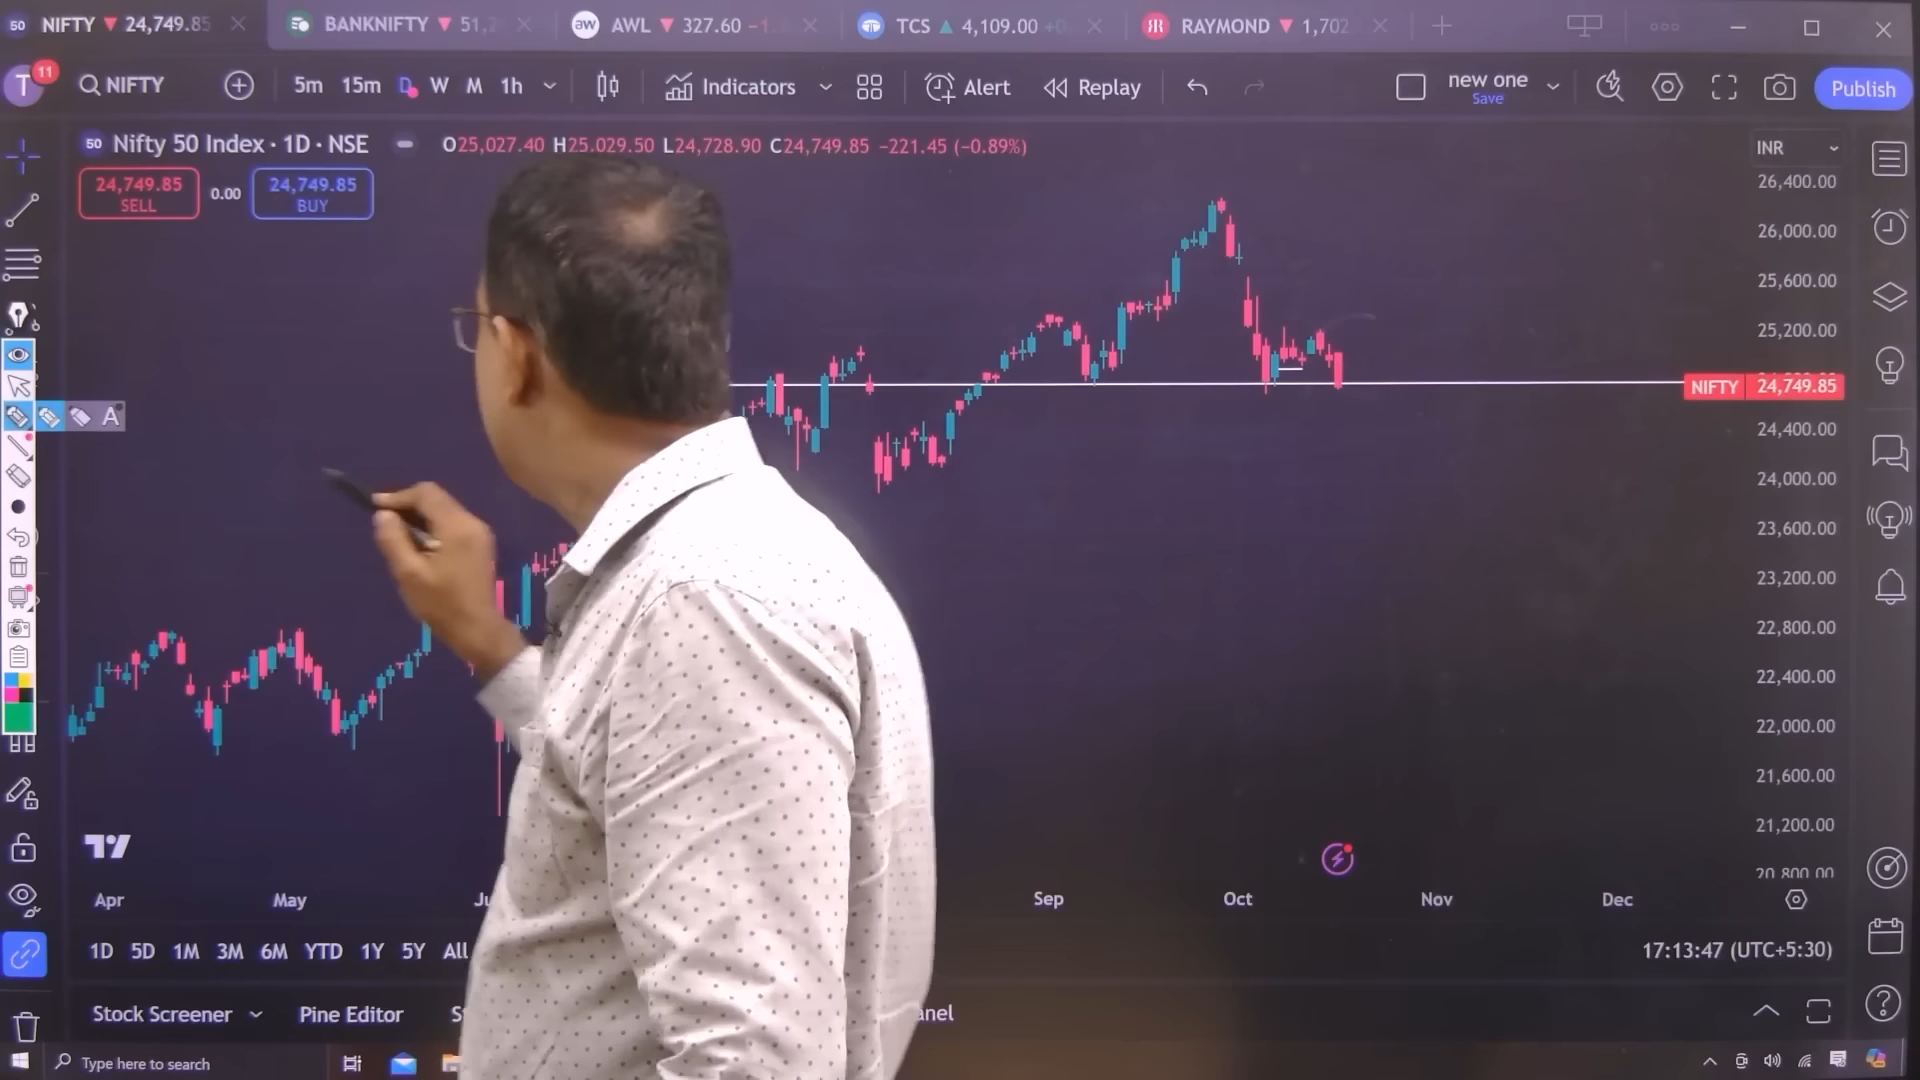 50 NIFTY ▼ 24,749.85
BANKNIFTY ▼ 51,2
aw AWL ▼ 327.60 −1.
TCS ▲ 4,109.00 +0
RAYMOND ▼ 1,702
T 11
NIFTY
5m 15m D W M 1h
Indicators
Alert
Replay
new one
Save
Publish
50 Nifty 50 Index · 1D · NSE
O25,027.40 H25.029.50 L24,728.90 C24,749.85 −221.45 (−0.89%)
INR
24,749.85
SELL
0.00
24,749.85
BUY
26,400.00
26,000.00
25,600.00
25,200.00
NIFTY 24,749.85
24,400.00
24,000.00
23,600.00
23,200.00
22,800.00
22,400.00
22,000.00
21,600.00
21,200.00
20,800.00
A
Apr May Ju Sep Oct Nov Dec
1D 5D 1M 3M 6M YTD 1Y 5Y All
17:13:47 (UTC+5:30)
Stock Screener Pine Editor St anel
Type here to search